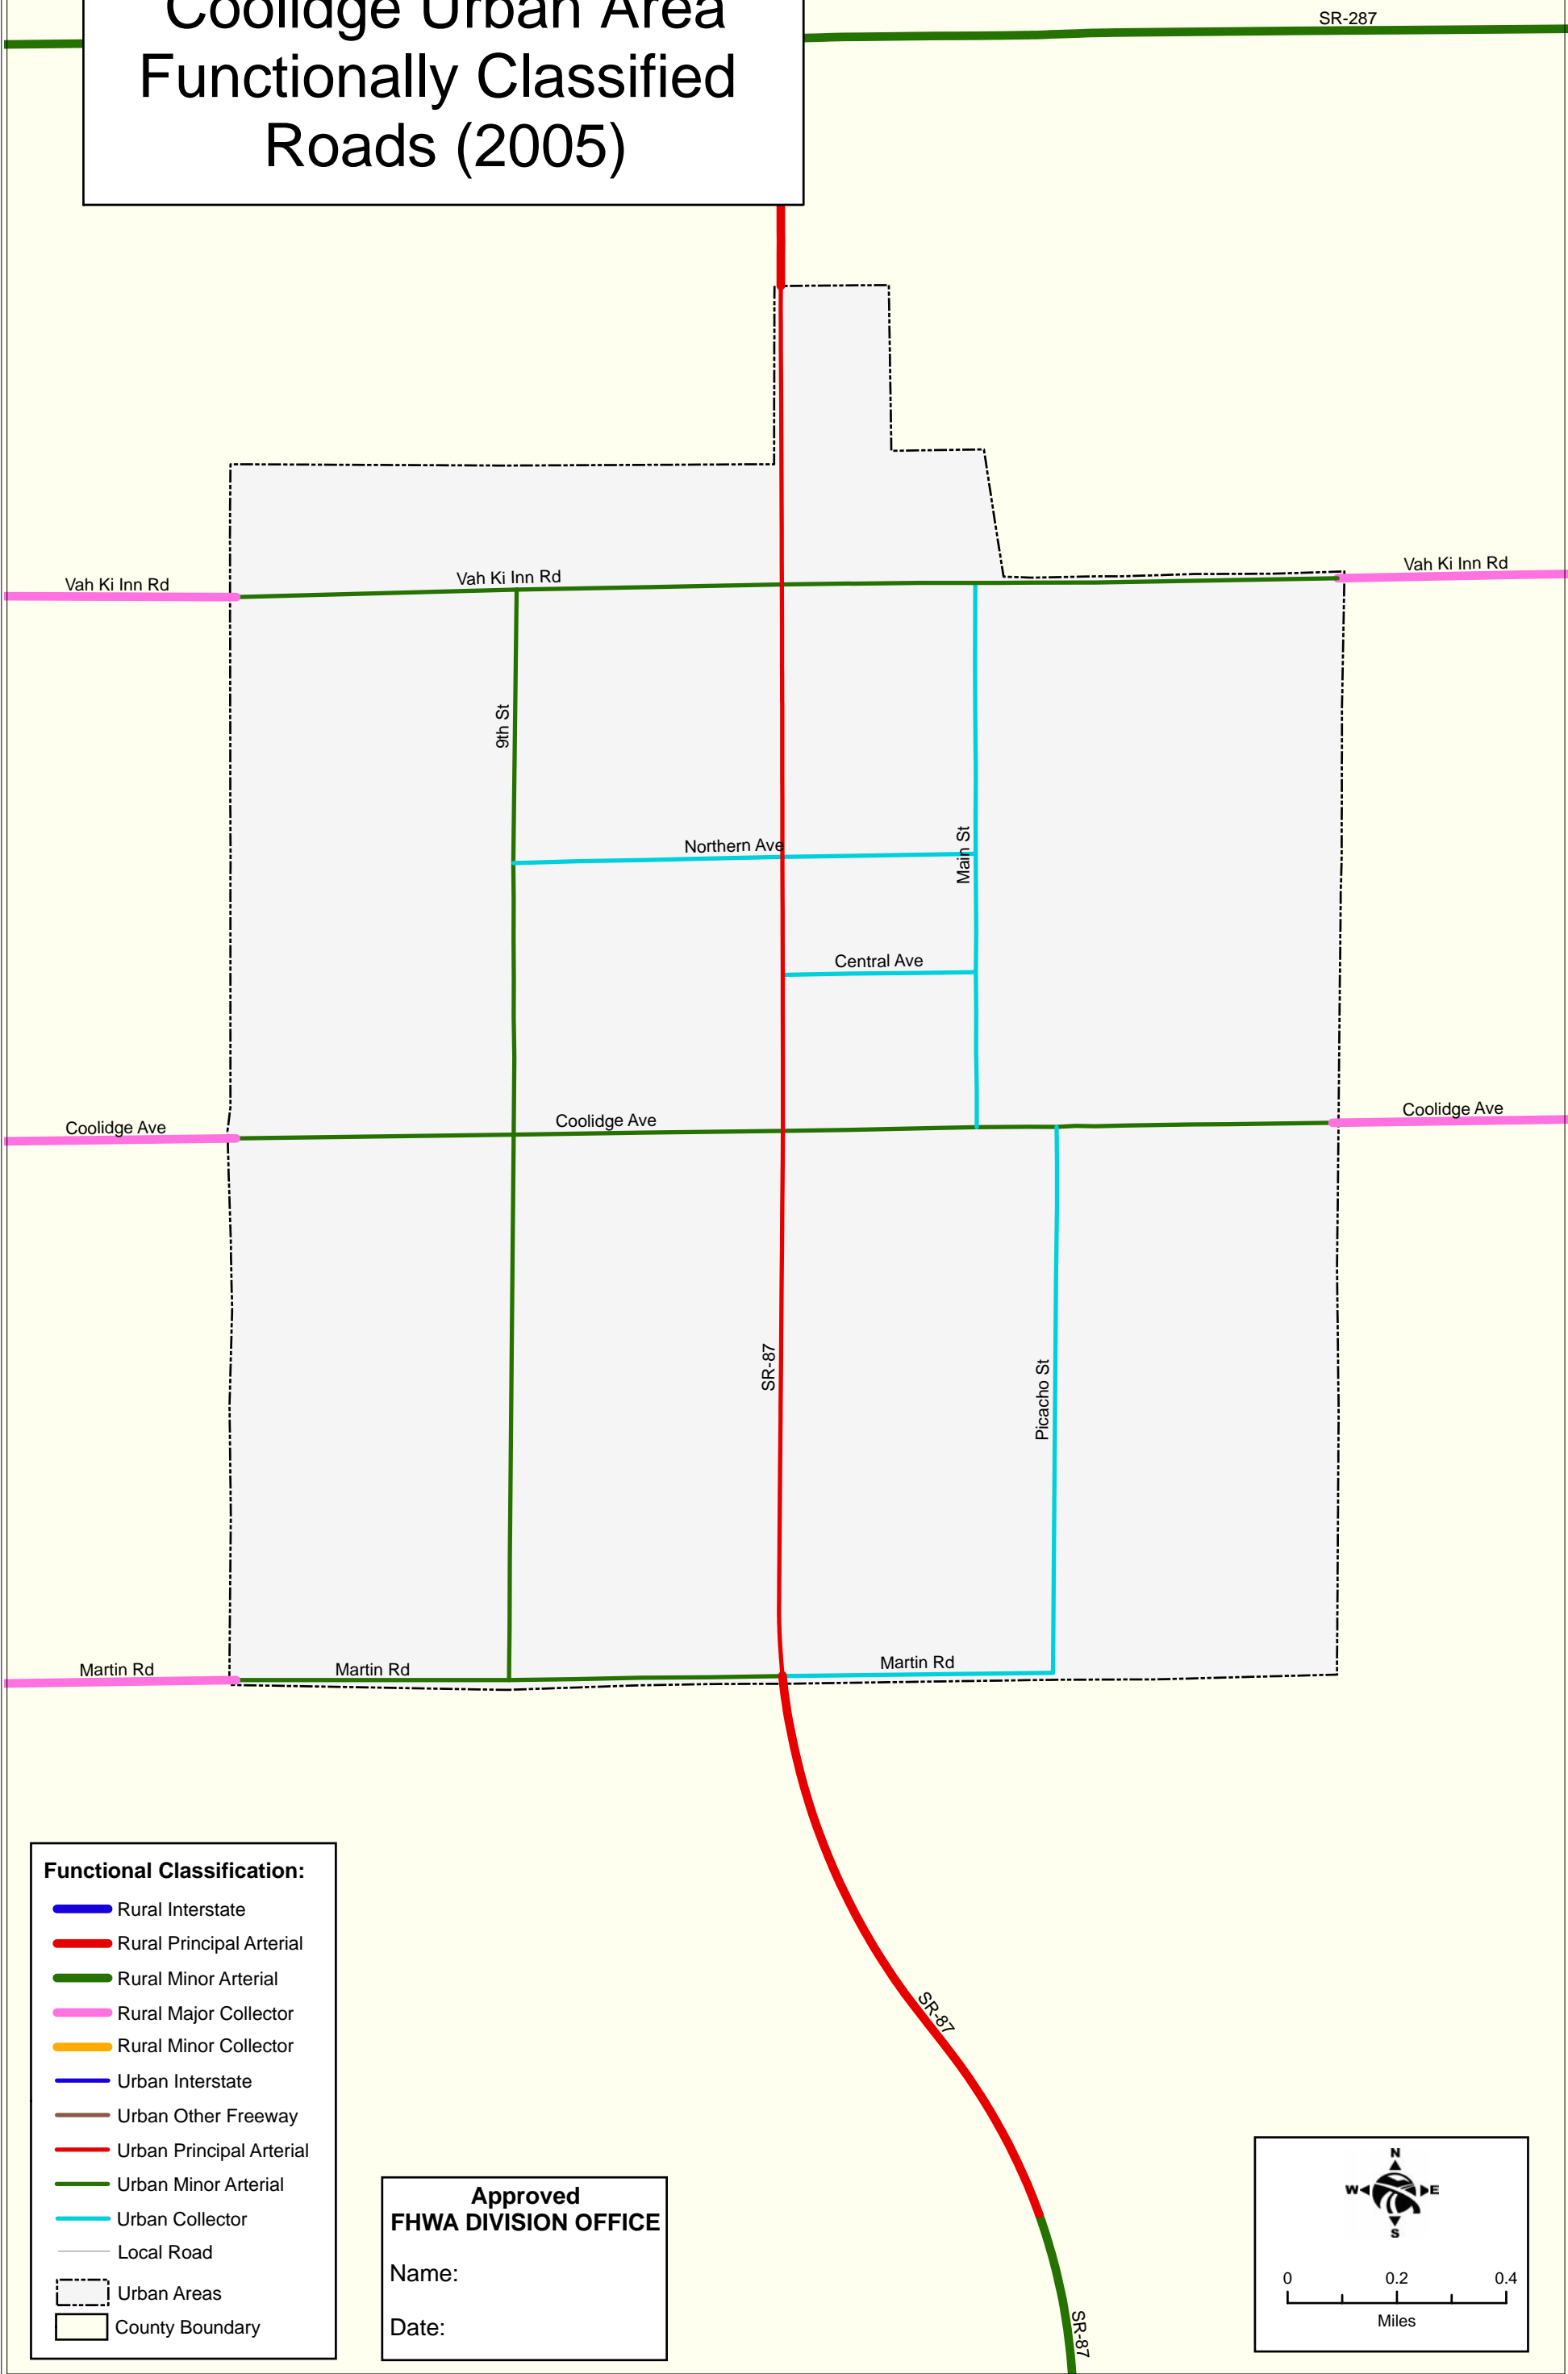 Coolidge Urban Area
Functionally Classified
Roads (2005)
SR-287
Vah Ki Inn Rd
Vah Ki Inn Rd
Vah Ki Inn Rd
9th St
Northern Ave
Main St
Central Ave
Coolidge Ave
Coolidge Ave
Coolidge Ave
SR-87
Picacho St
Martin Rd
Martin Rd
Martin Rd
SR-87
SR-87
Functional Classification:
Rural Interstate
Rural Principal Arterial
Rural Minor Arterial
Rural Major Collector
Rural Minor Collector
Urban Interstate
Urban Other Freeway
Urban Principal Arterial
Urban Minor Arterial
Urban Collector
Local Road
Urban Areas
County Boundary
Approved
FHWA DIVISION OFFICE
Name:
Date:
N
W E
S
0 0.2 0.4
Miles